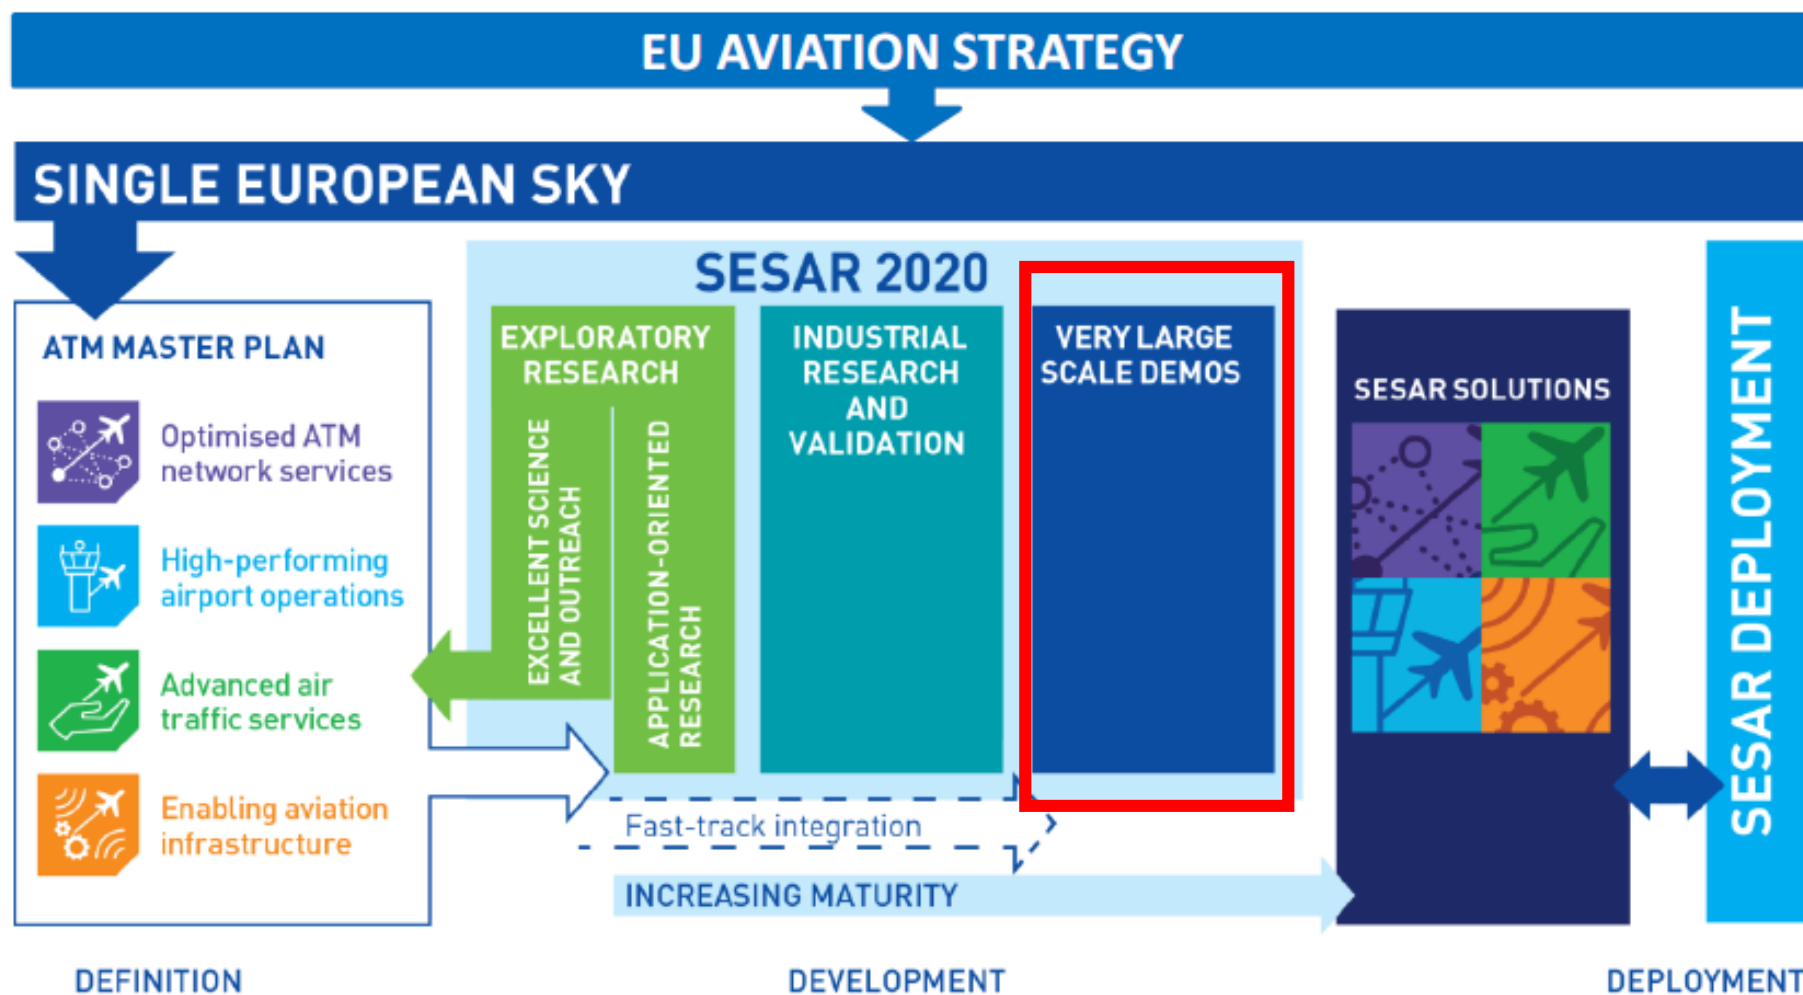 EU AVIATION STRATEGY
SINGLE EUROPEAN SKY
ATM MASTER PLAN
Optimised ATM
network services
High-performing
airport operations
Advanced air
traffic services
Enabling aviation
infrastructure
SESAR 2020
EXPLORATORY
RESEARCH
EXCELLENT SCIENCE
AND OUTREACH
APPLICATION-ORIENTED
RESEARCH
INDUSTRIAL
RESEARCH
AND
VALIDATION
VERY LARGE
SCALE DEMOS
Fast-track integration
INCREASING MATURITY
SESAR SOLUTIONS
SESAR DEPLOYMENT
DEFINITION
DEVELOPMENT
DEPLOYMENT